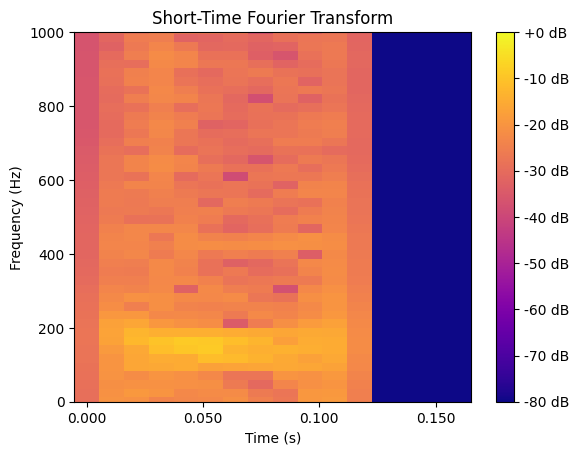 Short-Time Fourier Transform
1000
800
600
400
200
0
Frequency (Hz)
0.000
0.050
0.100
0.150
Time (s)
+0 dB
-10 dB
-20 dB
-30 dB
-40 dB
-50 dB
-60 dB
-70 dB
-80 dB